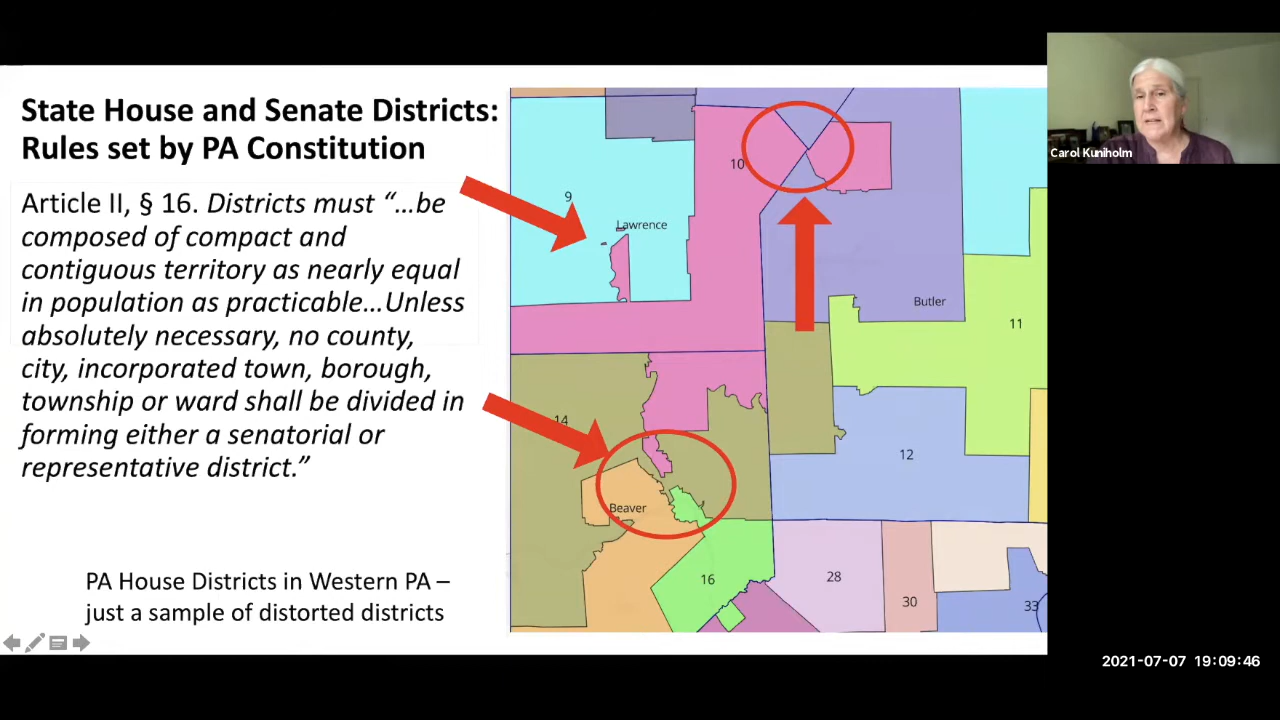 State House and Senate Districts:
Rules set by PA Constitution
Article II, § 16. Districts must “…be
composed of compact and
contiguous territory as nearly equal
in population as practicable…Unless
absolutely necessary, no county,
city, incorporated town, borough,
township or ward shall be divided in
forming either a senatorial or
representative district.”
PA House Districts in Western PA –
just a sample of distorted districts
10
9
Lawrence
Butler
11
14
12
Beaver
16
28
30
33
Carol Kuniholm
2021-07-07 19:09:46